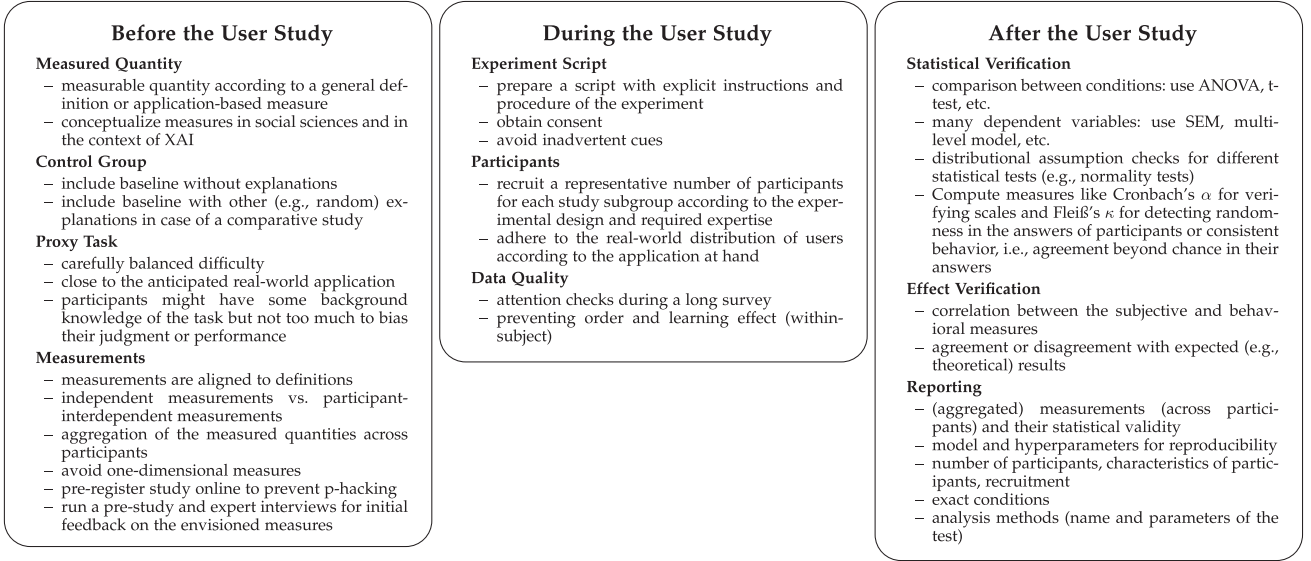 Before the User Study
Measured Quantity
– measurable quantity according to a general def-
inition or application-based measure
– conceptualize measures in social sciences and in
the context of XAI
Control Group
– include baseline without explanations
– include baseline with other (e.g., random) ex-
planations in case of a comparative study
Proxy Task
– carefully balanced difficulty
– close to the anticipated real-world application
– participants might have some background
knowledge of the task but not too much to bias
their judgment or performance
Measurements
– measurements are aligned to definitions
– independent measurements vs. participant-
interdependent measurements
– aggregation of the measured quantities across
participants
– avoid one-dimensional measures
– pre-register study online to prevent p-hacking
– run a pre-study and expert interviews for initial
feedback on the envisioned measures
During the User Study
Experiment Script
– prepare a script with explicit instructions and
procedure of the experiment
– obtain consent
– avoid inadvertent cues
Participants
– recruit a representative number of participants
for each study subgroup according to the exper-
imental design and required expertise
– adhere to the real-world distribution of users
according to the application at hand
Data Quality
– attention checks during a long survey
– preventing order and learning effect (within-
subject)
After the User Study
Statistical Verification
– comparison between conditions: use ANOVA, t-
test, etc.
– many dependent variables: use SEM, multi-
level model, etc.
– distributional assumption checks for different
statistical tests (e.g., normality tests)
– Compute measures like Cronbach's α for veri-
fying scales and Fleiß's κ for detecting random-
ness in the answers of participants or consistent
behavior, i.e., agreement beyond chance in their
answers
Effect Verification
– correlation between the subjective and behav-
ioral measures
– agreement or disagreement with expected (e.g.,
theoretical) results
Reporting
– (aggregated) measurements (across partici-
pants) and their statistical validity
– model and hyperparameters for reproducibility
– number of participants, characteristics of partic-
ipants, recruitment
– exact conditions
– analysis methods (name and parameters of the
test)